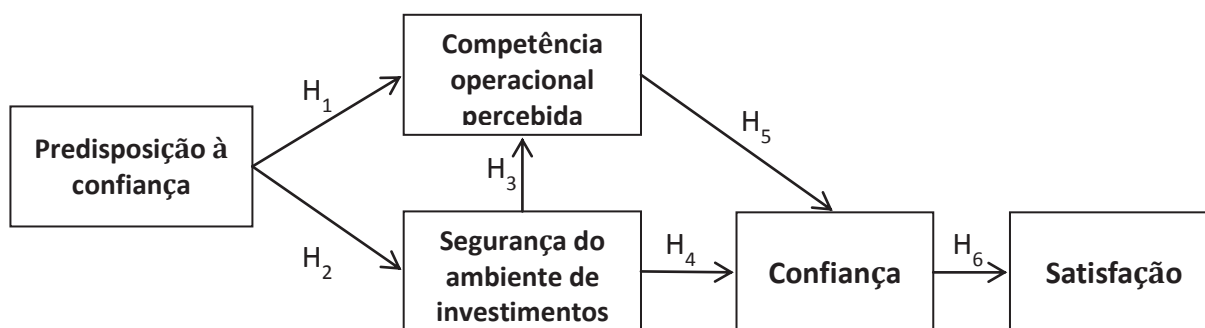 Competência
operacional
percebida
H1
Predisposição à
confiança
H5
H3
H2
Segurança do
ambiente de
investimentos
H4
Confiança
H6
Satisfação